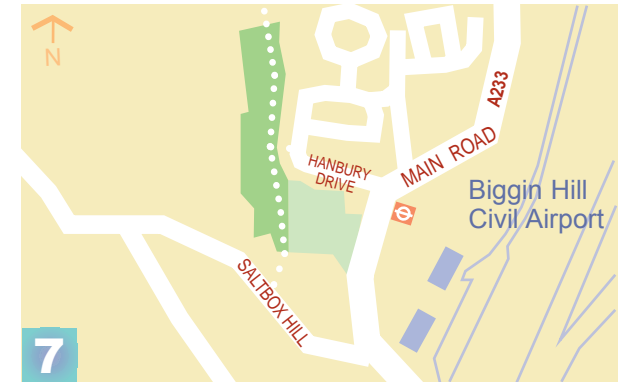 N
A233
MAIN ROAD
HANBURY
DRIVE
Biggin Hill
Civil Airport
SALTBOX HILL
7